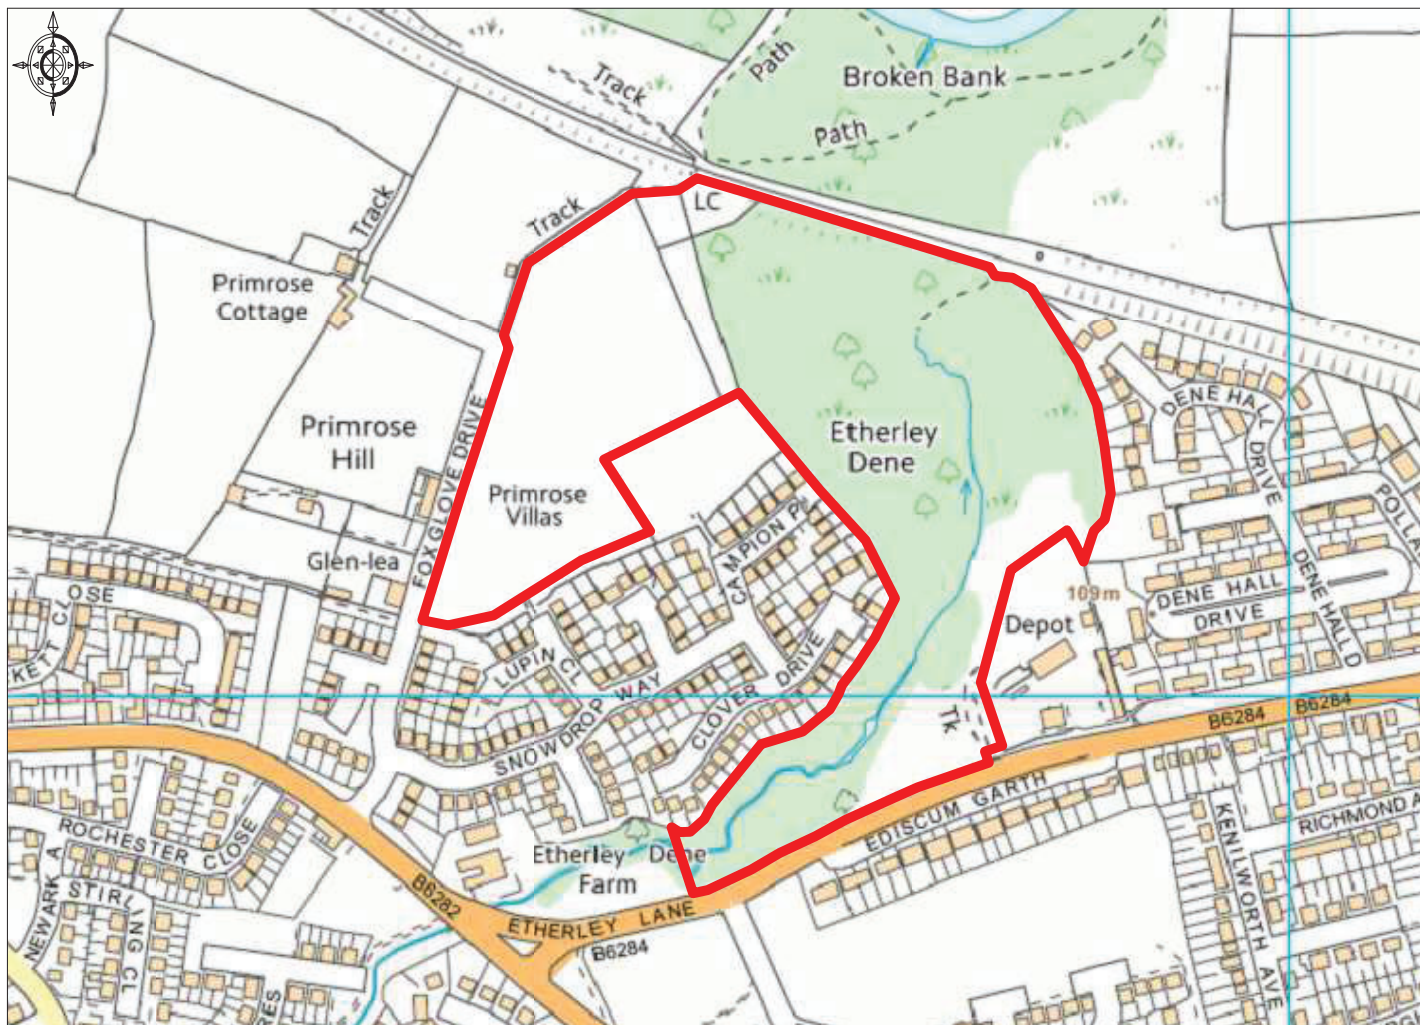 Track
Path
Broken Bank
Path
Track
Track
LC
Primrose
Cottage
Primrose
Hill
FOXGLOVE DRIVE
Primrose
Villas
Glen-lea
Etherley
Dene
DENE HALL
DRIVE
DENE HALL
DRIVE
DENE HALL D
109m
Depot
CAMPION P
LUPIN CL
SNOWDROP WAY
CLOVER DRIVE
CLOSE
KETT CLOSE
Tk
B6284
B6284
EDISCUM GARTH
KENILWORTH AVE
RICHMOND A
ROCHESTER CLOSE
NEWARK A
STIRLING CL
B6282
Etherley Dene
Farm
ETHERLEY LANE
B6284